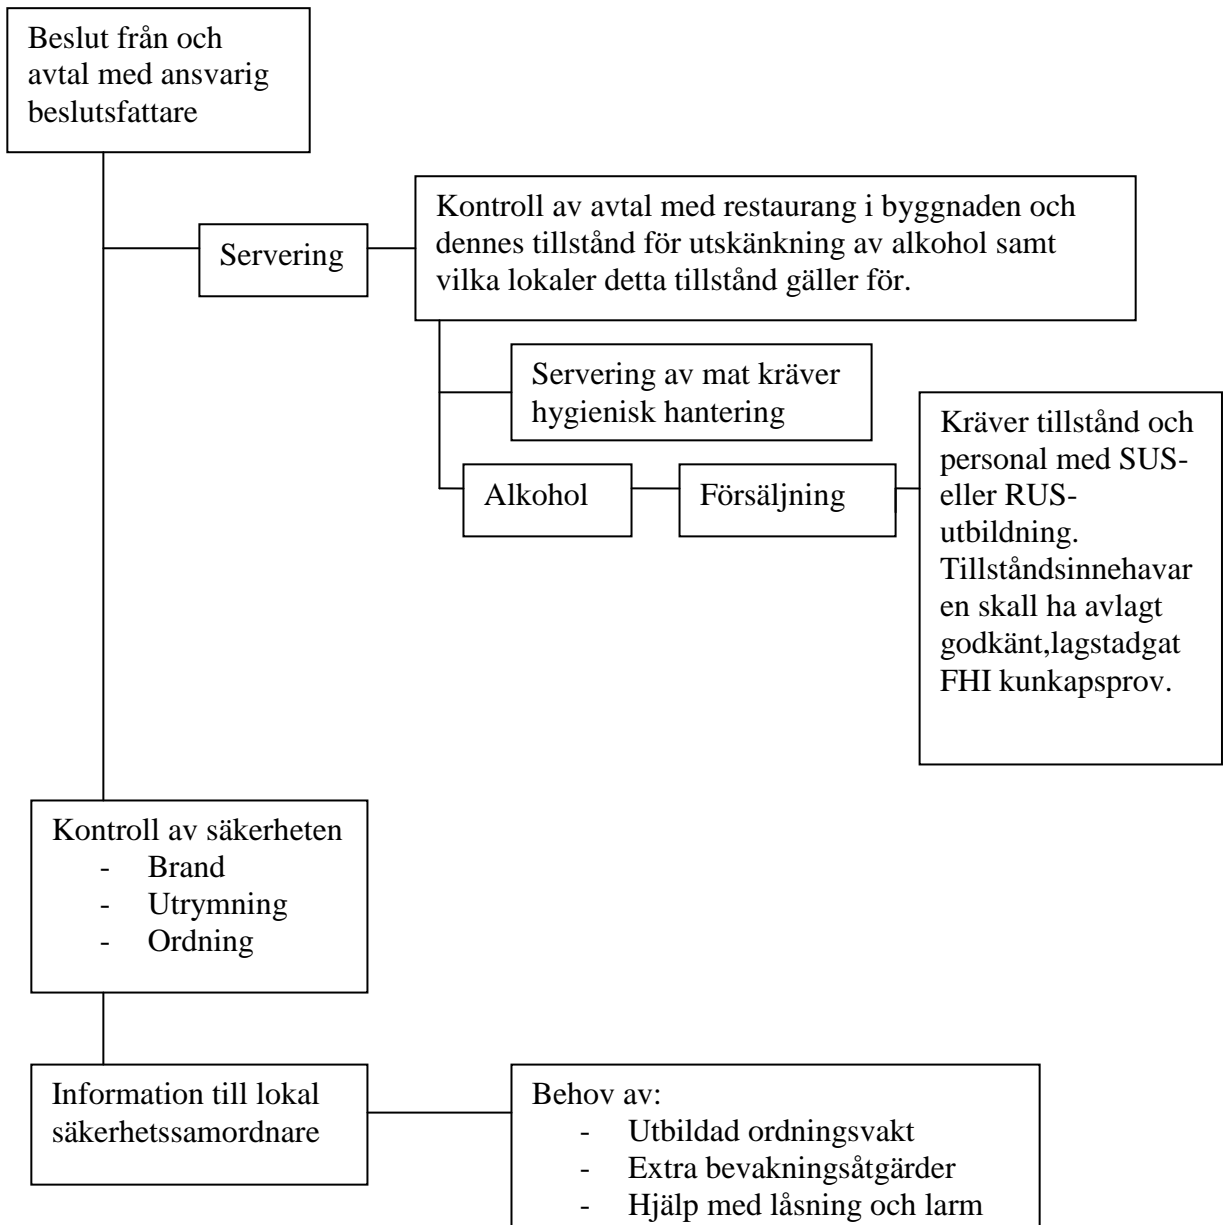 Beslut från och
avtal med ansvarig
beslutsfattare
Servering
Kontroll av avtal med restaurang i byggnaden och
dennes tillstånd för utskänkning av alkohol samt
vilka lokaler detta tillstånd gäller för.
Servering av mat kräver
hygienisk hantering
Alkohol
Försäljning
Kräver tillstånd och
personal med SUS-
eller RUS-
utbildning.
Tillståndsinnehavar
en skall ha avlagt
godkänt,lagstadgat
FHI kunkapsprov.
Kontroll av säkerheten
- Brand
- Utrymning
- Ordning
Information till lokal
säkerhetssamordnare
Behov av:
- Utbildad ordningsvakt
- Extra bevakningsåtgärder
- Hjälp med låsning och larm